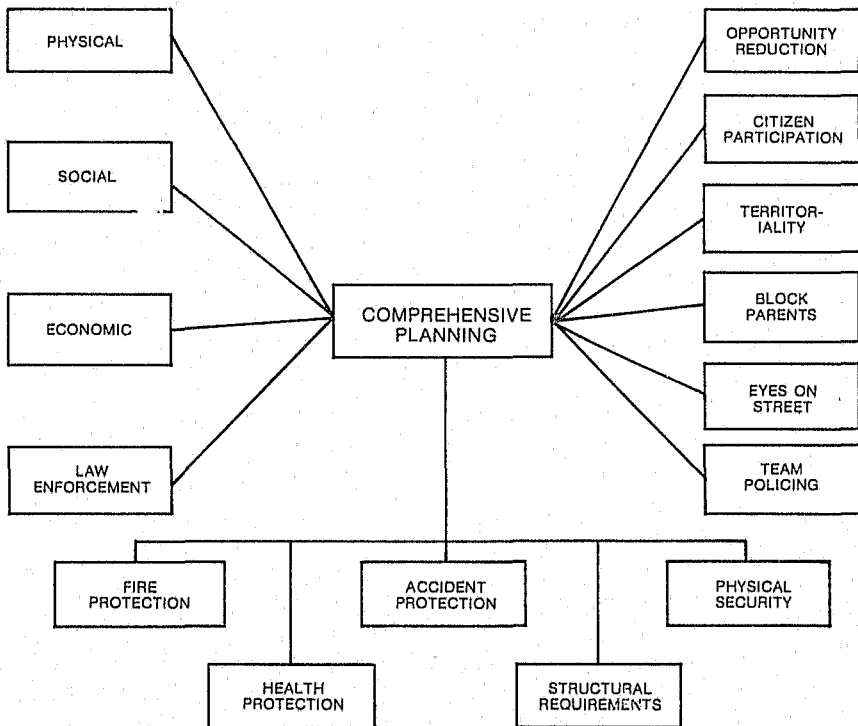 PHYSICAL
SOCIAL
ECONOMIC
LAW
ENFORCEMENT
COMPREHENSIVE
PLANNING
OPPORTUNITY
REDUCTION
CITIZEN
PARTICIPATION
TERRITOR-
IALITY
BLOCK
PARENTS
EYES ON
STREET
TEAM
POLICING
FIRE
PROTECTION
ACCIDENT
PROTECTION
PHYSICAL
SECURITY
HEALTH
PROTECTION
STRUCTURAL
REQUIREMENTS